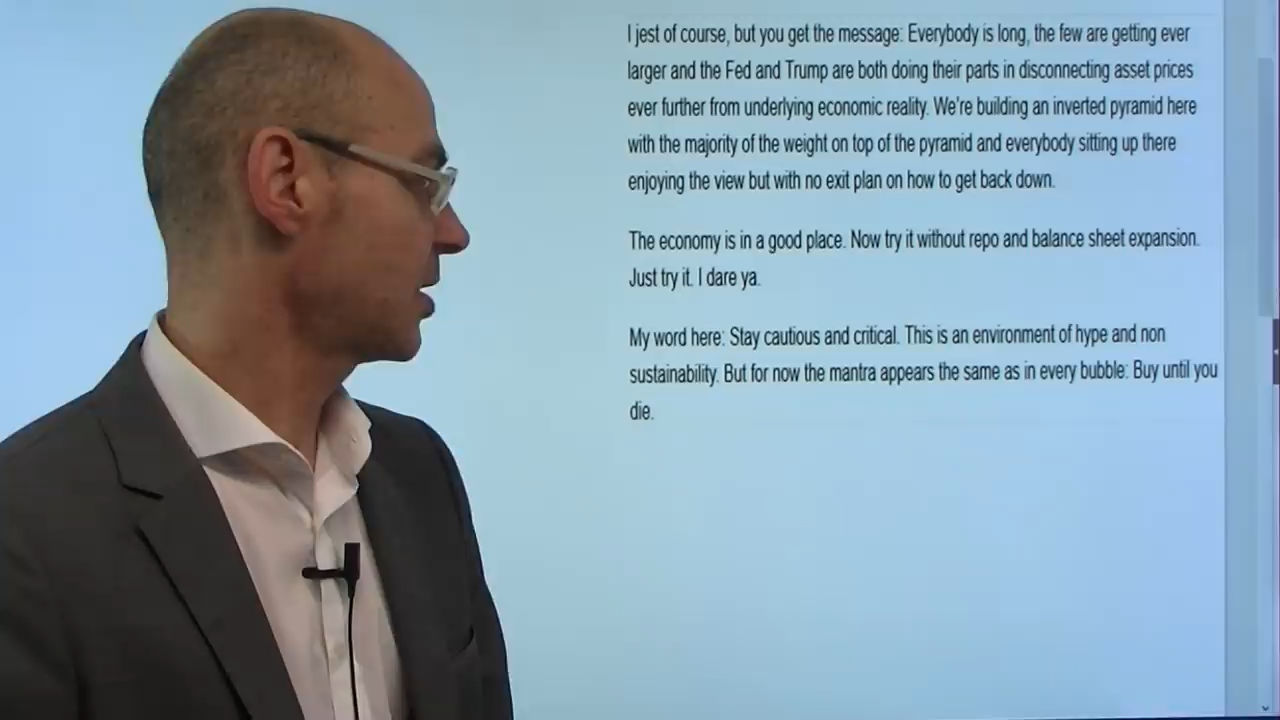 I jest of course, but you get the message: Everybody is long, the few are getting ever
larger and the Fed and Trump are both doing their parts in disconnecting asset prices
ever further from underlying economic reality. We're building an inverted pyramid here
with the majority of the weight on top of the pyramid and everybody sitting up there
enjoying the view but with no exit plan on how to get back down.
The economy is in a good place. Now try it without repo and balance sheet expansion.
Just try it. I dare ya.
My word here: Stay cautious and critical. This is an environment of hype and non
sustainability. But for now the mantra appears the same as in every bubble: Buy until you
die.